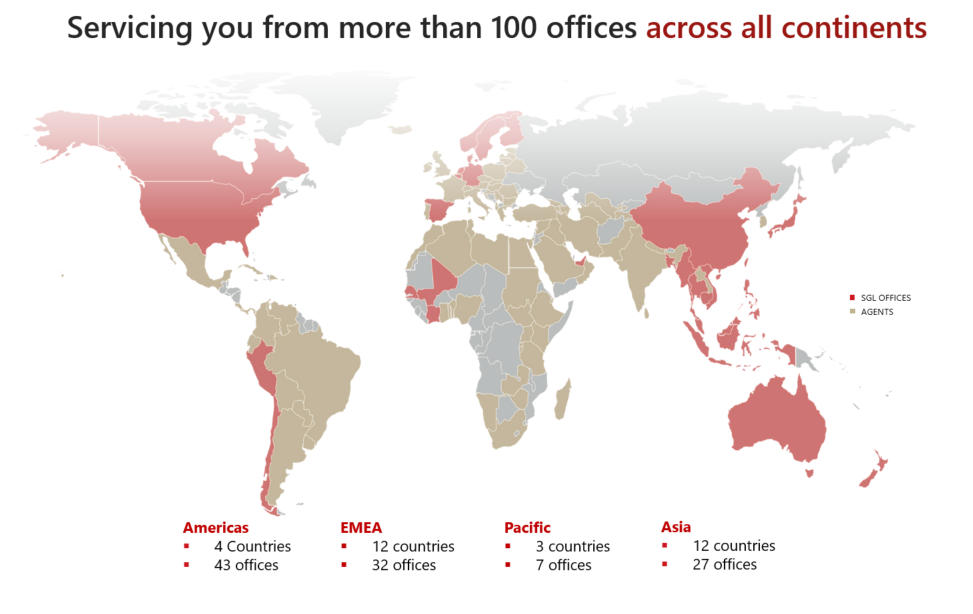 Servicing you from more than 100 offices across all continents
SGL OFFICES
AGENTS
Americas
4 Countries
43 offices
EMEA
12 countries
32 offices
Pacific
3 countries
7 offices
Asia
12 countries
27 offices